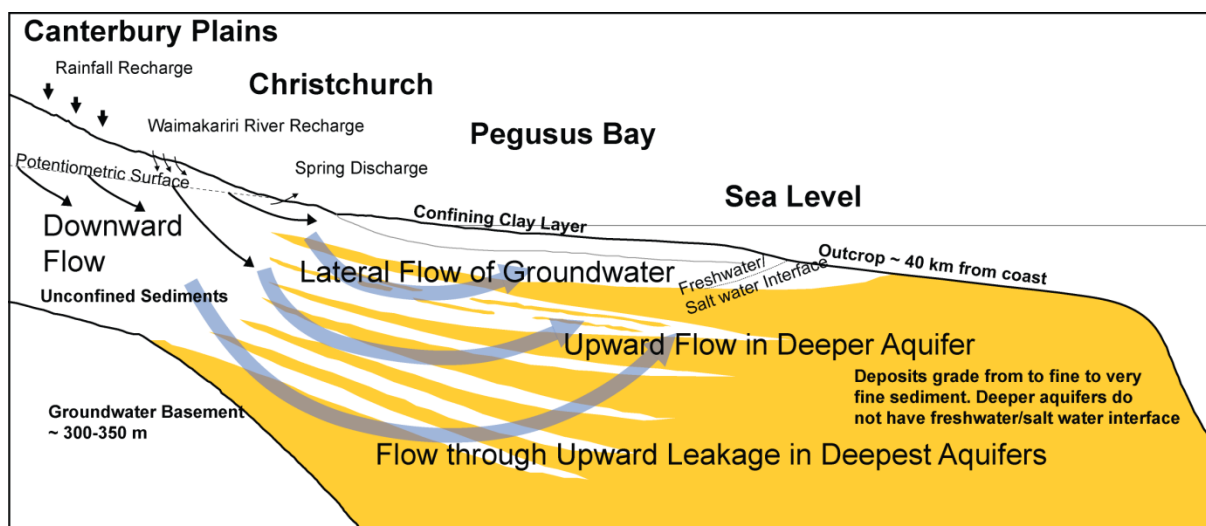 Canterbury Plains
Rainfall Recharge
Christchurch
Waimakariri River Recharge
Pegusus Bay
Potentiometric Surface
Spring Discharge
Sea Level
Confining Clay Layer
Downward
Flow
Outcrop ~ 40 km from coast
Lateral Flow of Groundwater
Freshwater/
Salt water Interface
Unconfined Sediments
Upward Flow in Deeper Aquifer
Deposits grade from to fine to very
fine sediment. Deeper aquifers do
not have freshwater/salt water interface
Groundwater Basement
~ 300-350 m
Flow through Upward Leakage in Deepest Aquifers